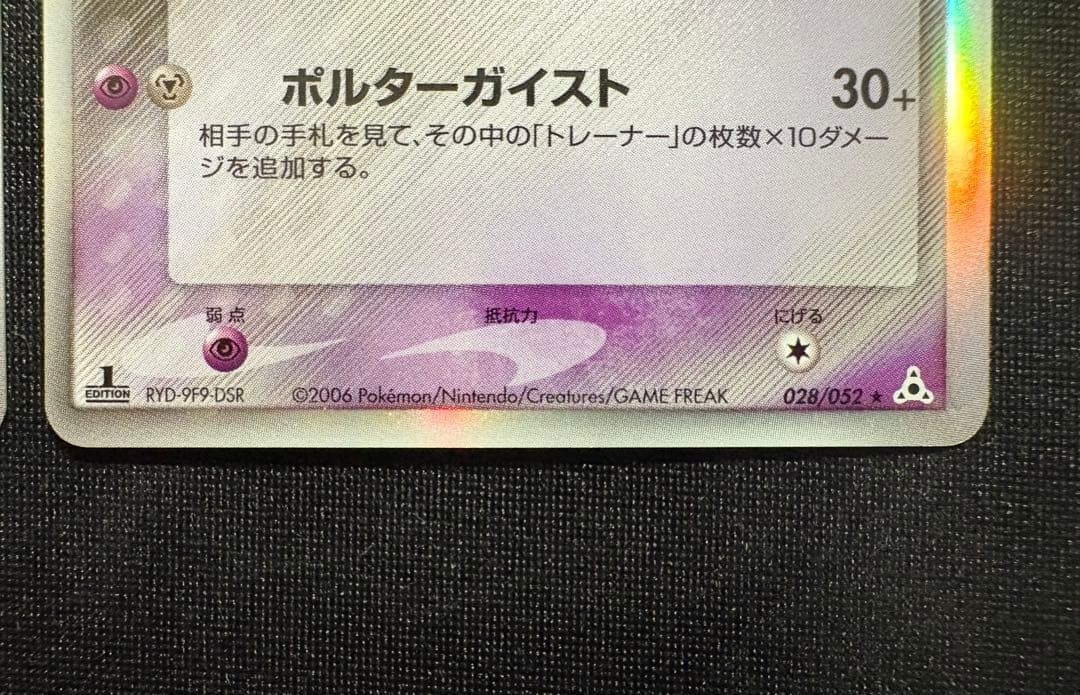 ポルターガイスト 30+
相手の手札を見て、その中の「トレーナー」の枚数×10ダメー
ジを追加する。
弱点 抵抗力 にげる
1 EDITION RYD-9F9-DSR ©2006 Pokémon/Nintendo/Creatures/GAME FREAK 028/052 ★